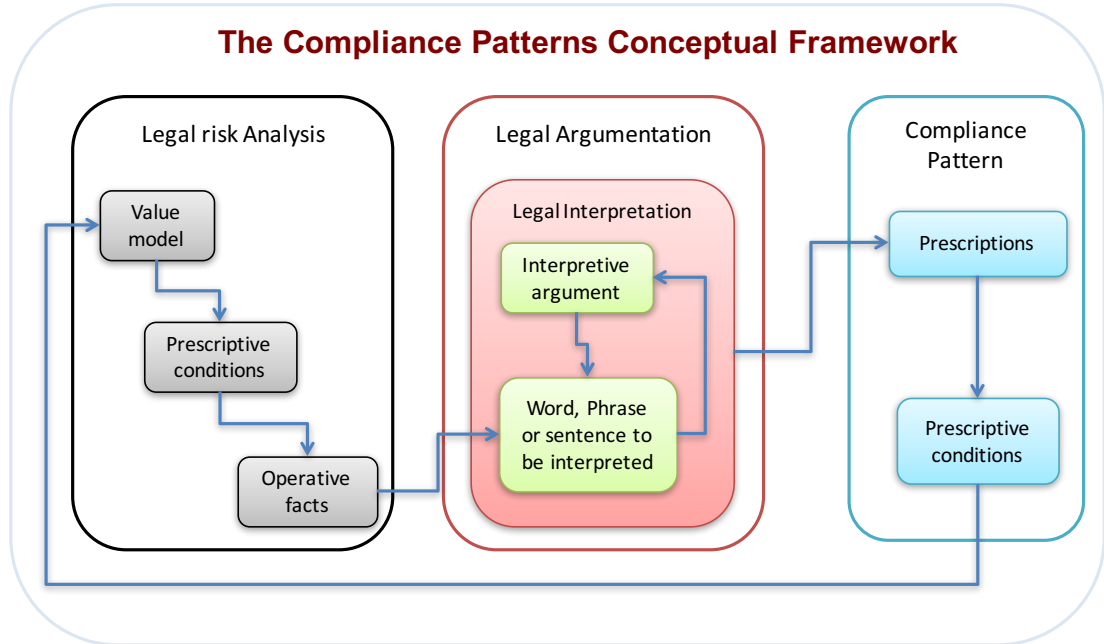 The Compliance Patterns Conceptual Framework
Legal risk Analysis
Value
model
Prescriptive
conditions
Operative
facts
Legal Argumentation
Legal Interpretation
Interpretive
argument
Word, Phrase
or sentence to
be interpreted
Compliance
Pattern
Prescriptions
Prescriptive
conditions